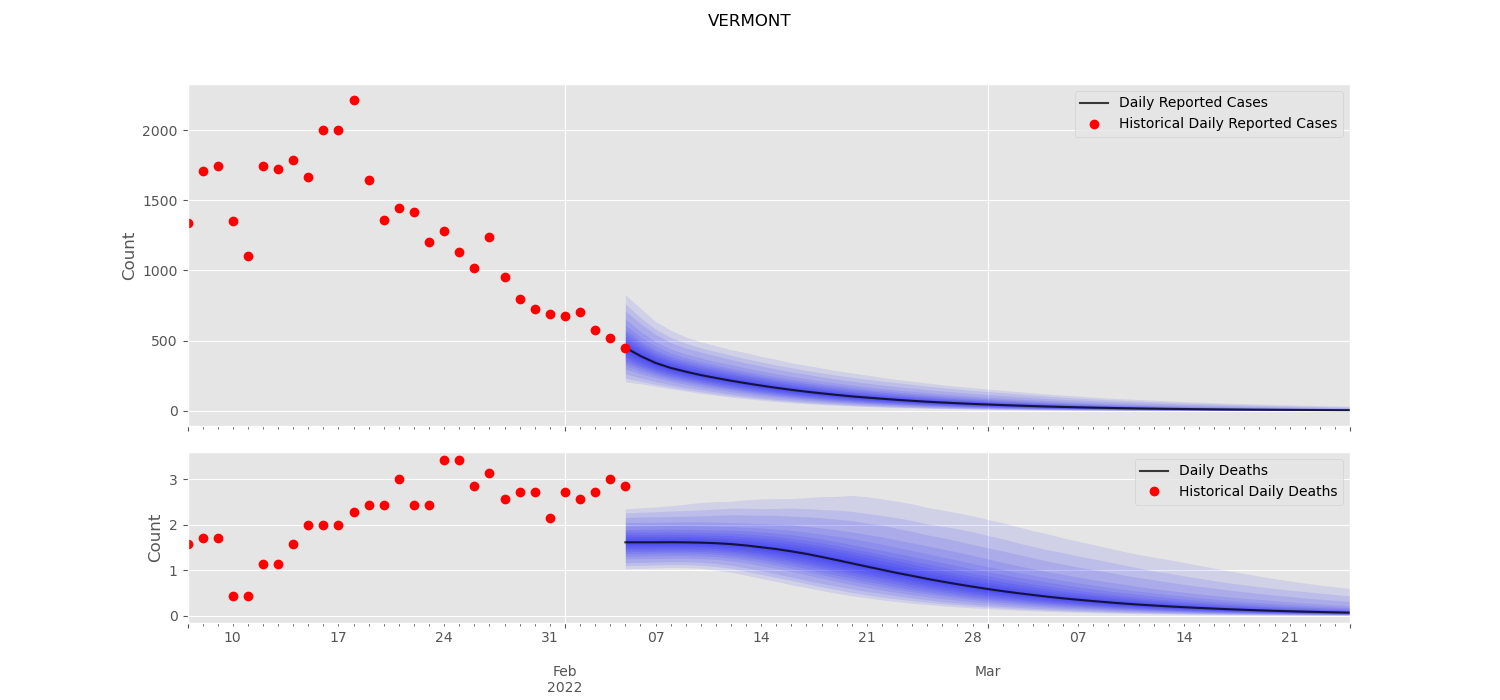 VERMONT
Daily Reported Cases
Historical Daily Reported Cases
2000
1500
1000
500
0
Count
Daily Deaths
Historical Daily Deaths
3
2
1
0
Count
10 17 24 31 07 14 21 28 07 14 21
Feb Mar
2022